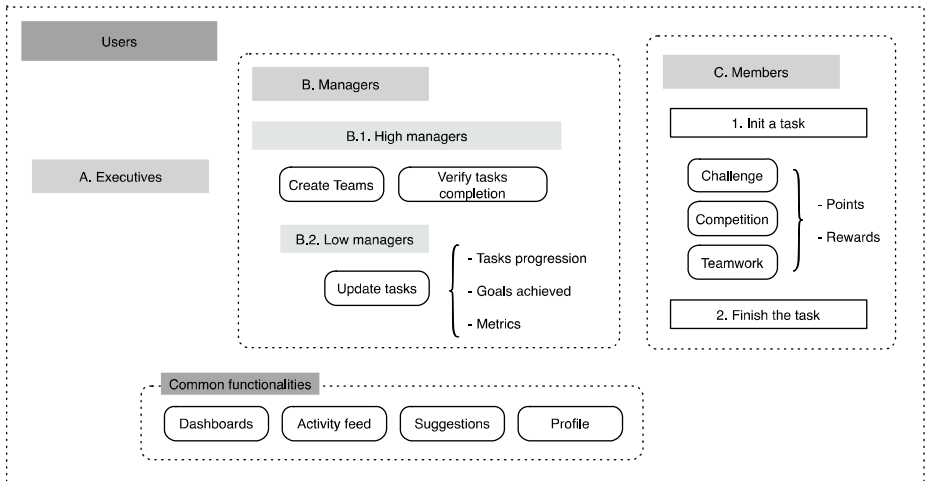 Users
A. Executives
B. Managers
B.1. High managers
Create Teams
Verify tasks
completion
B.2. Low managers
Update tasks
- Tasks progression
- Goals achieved
- Metrics
C. Members
1. Init a task
Challenge
Competition
Teamwork
- Points
- Rewards
2. Finish the task
Common functionalities
Dashboards
Activity feed
Suggestions
Profile